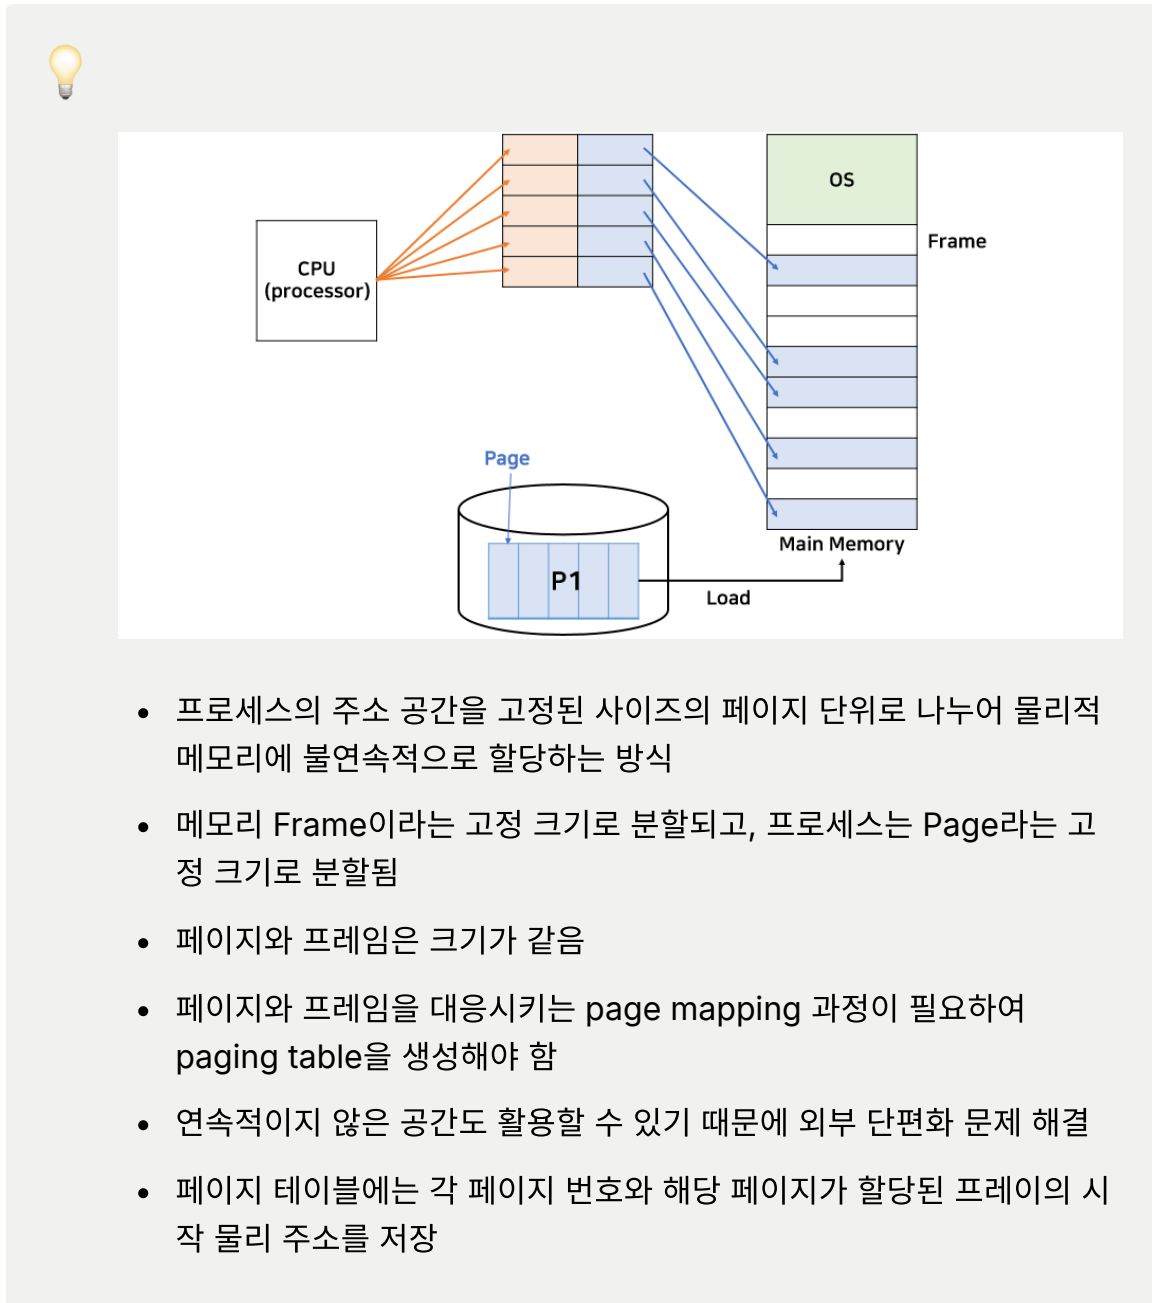 OS
Frame
CPU
(processor)
Page
P1
Main Memory
Load
프로세스의 주소 공간을 고정된 사이즈의 페이지 단위로 나누어 물리적
메모리에 불연속적으로 할당하는 방식
메모리 Frame이라는 고정 크기로 분할되고, 프로세스는 Page라는 고
정 크기로 분할됨
페이지와 프레임은 크기가 같음
페이지와 프레임을 대응시키는 page mapping 과정이 필요하여
paging table을 생성해야 함
연속적이지 않은 공간도 활용할 수 있기 때문에 외부 단편화 문제 해결
페이지 테이블에는 각 페이지 번호와 해당 페이지가 할당된 프레이의 시
작 물리 주소를 저장